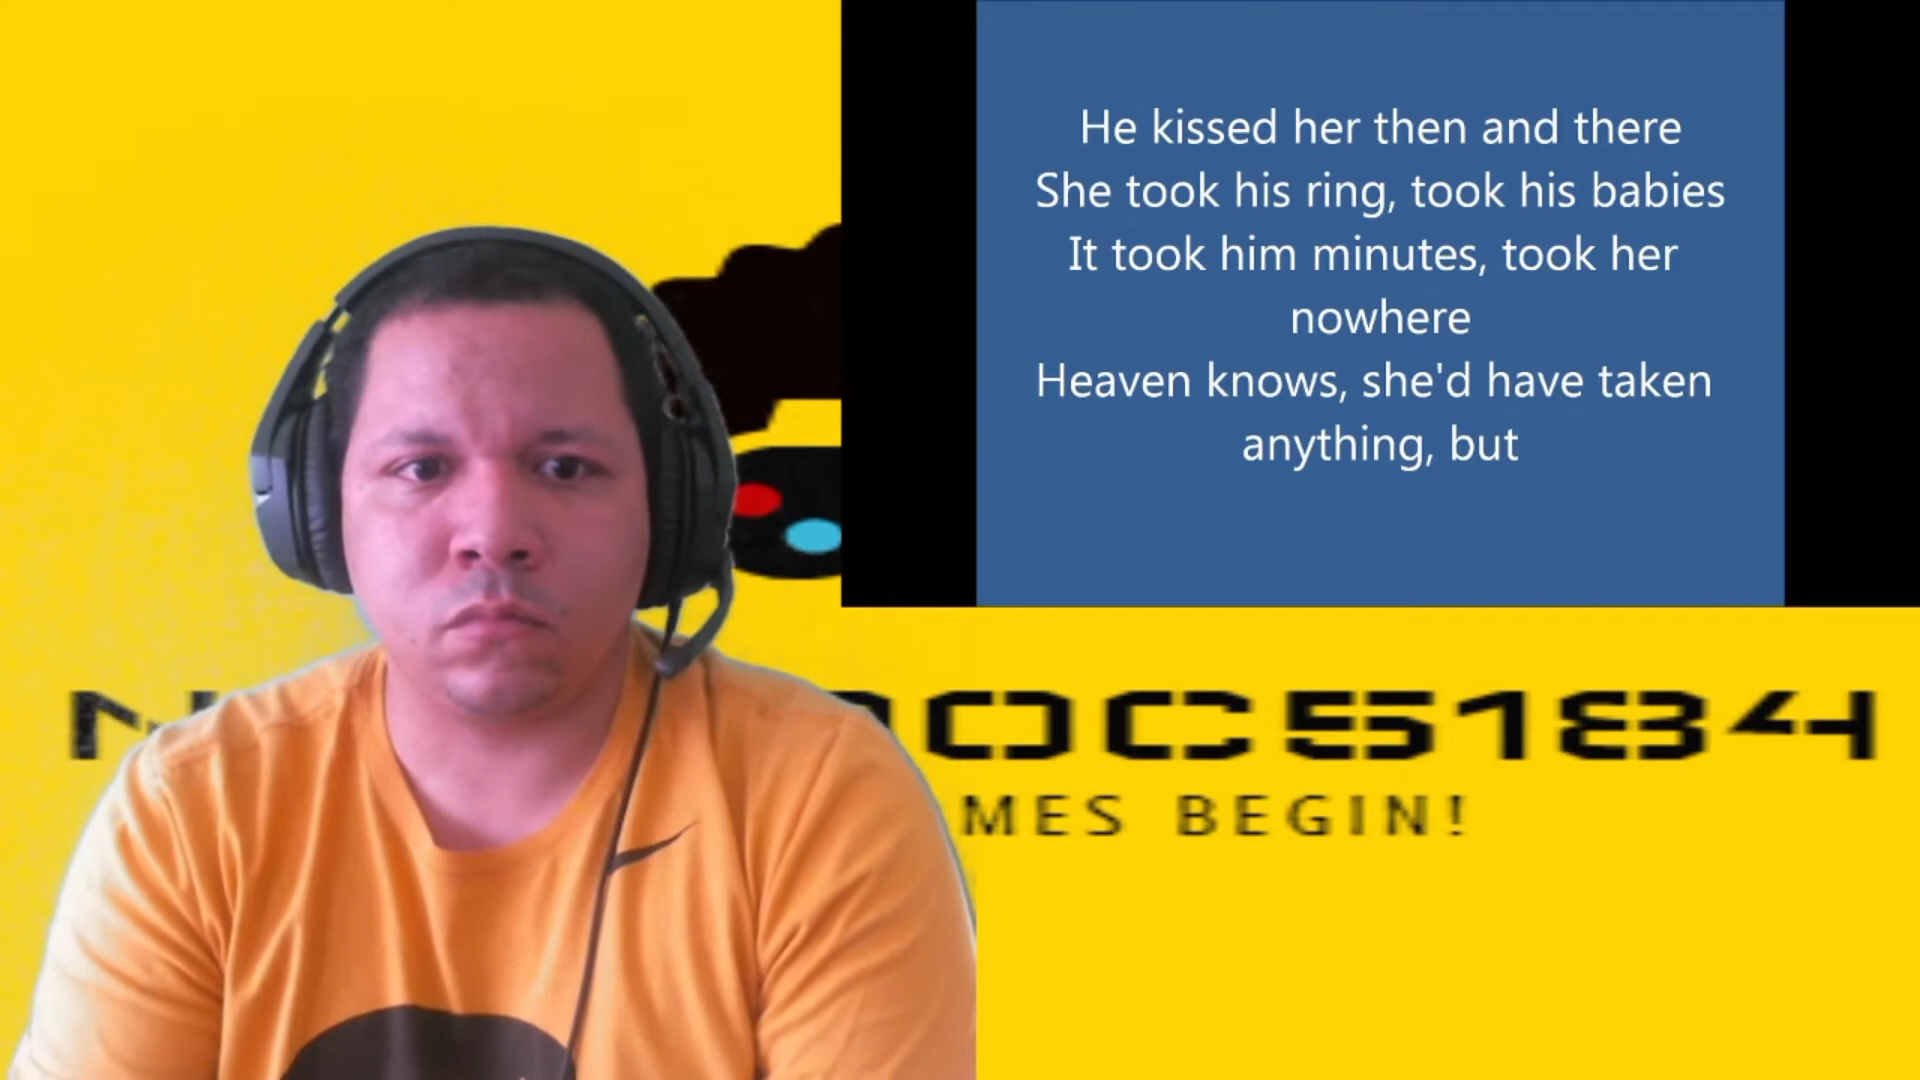 He kissed her then and there
She took his ring, took his babies
It took him minutes, took her
nowhere
Heaven knows, she'd have taken
anything, but
OC5184
MES BEGIN!